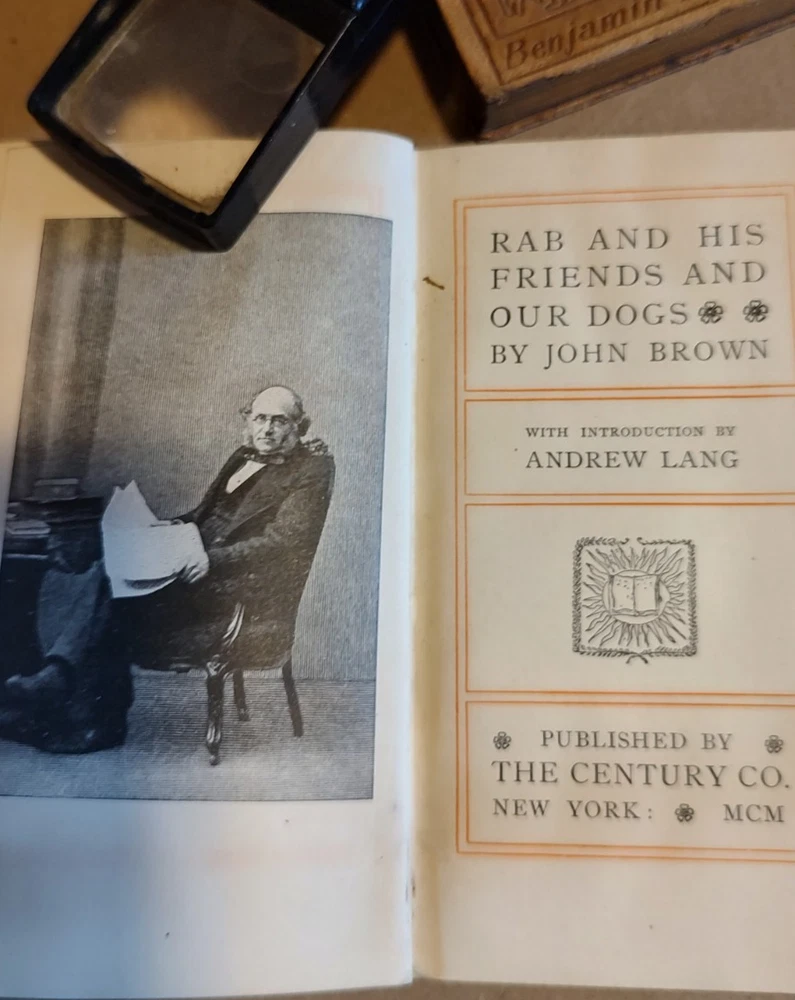 Benjamin
RAB AND HIS
FRIENDS AND
OUR DOGS
BY JOHN BROWN
WITH INTRODUCTION BY
ANDREW LANG
PUBLISHED BY
THE CENTURY CO.
NEW YORK: MCM